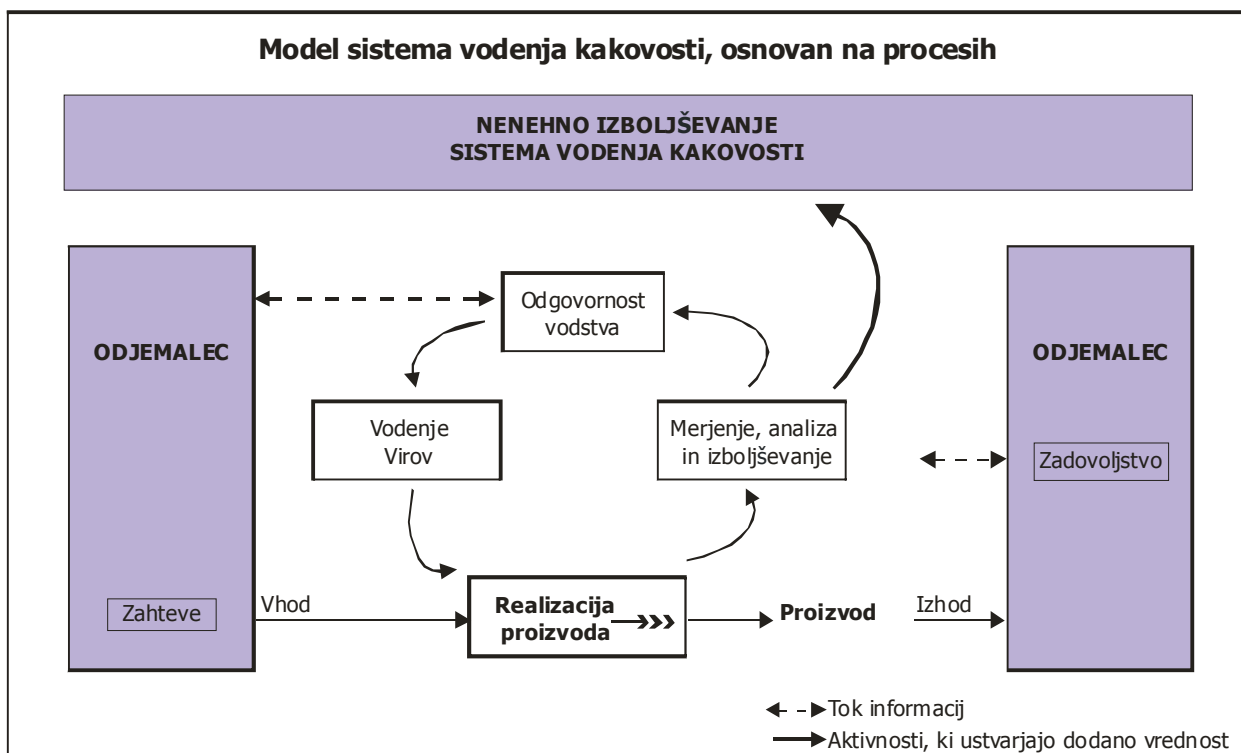 Model sistema vodenja kakovosti, osnovan na procesih
NENEHNO IZBOLJŠEVANJE
SISTEMA VODENJA KAKOVOSTI
Odgovornost
vodstva
ODJEMALEC
ODJEMALEC
Vodenje
Virov
Merjenje, analiza
in izboljševanje
Zadovoljstvo
Zahteve
Vhod
Realizacija
proizvoda
Proizvod
Izhod
Tok informacij
Aktivnosti, ki ustvarjajo dodano vrednost